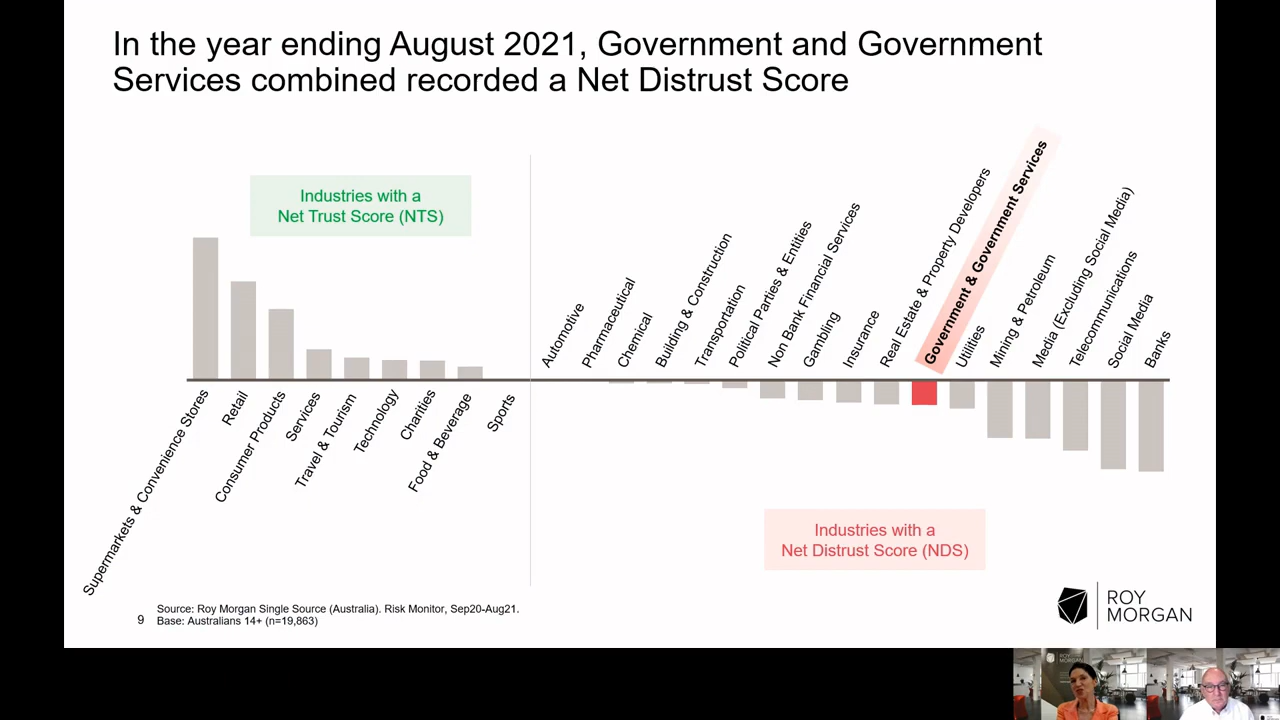 In the year ending August 2021, Government and Government
Services combined recorded a Net Distrust Score
Industries with a
Net Trust Score (NTS)
Supermarkets & Convenience Stores
Retail
Consumer Products
Services
Travel & Tourism
Technology
Charities
Food & Beverage
Sports
Automotive
Pharmaceutical
Chemical
Building & Construction
Transportation
Political Parties & Entities
Non Bank Financial Services
Gambling
Insurance
Real Estate & Property Developers
Government & Government Services
Utilities
Mining & Petroleum
Media (Excluding Social Media)
Telecommunications
Social Media
Banks
Industries with a
Net Distrust Score (NDS)
9
Source: Roy Morgan Single Source (Australia). Risk Monitor, Sep20-Aug21.
Base: Australians 14+ (n=19,863)
ROY
MORGAN